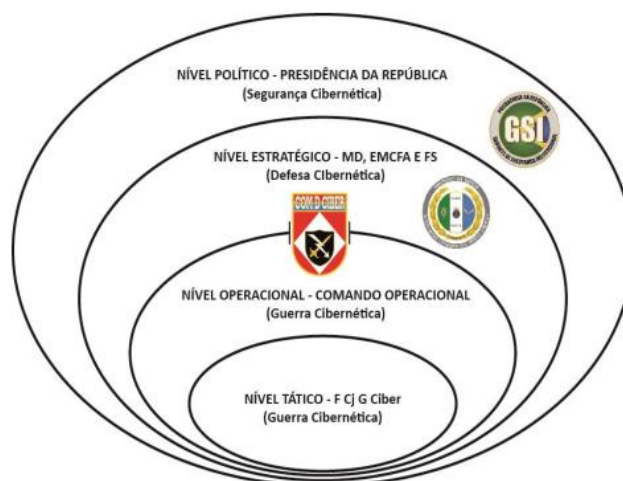 NÍVEL POLÍTICO - PRESIDÊNCIA DA REPÚBLICA
(Segurança Cibernética)
GSI
NÍVEL ESTRATÉGICO - MD, EMCFA E FS
(Defesa CIbernética)
COM D CIBER
NÍVEL OPERACIONAL - COMANDO OPERACIONAL
(Guerra Cibernética)
NÍVEL TÁTICO - F Cj G Ciber
(Guerra Cibernética)